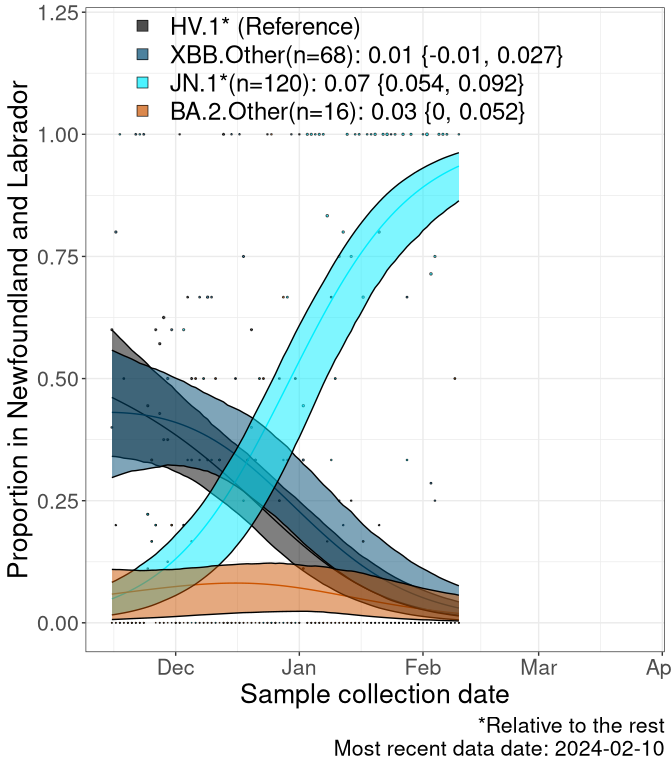 HV.1* (Reference)
XBB.Other(n=68): 0.01 {-0.01, 0.027}
JN.1*(n=120): 0.07 {0.054, 0.092}
BA.2.Other(n=16): 0.03 {0, 0.052}
Proportion in Newfoundland and Labrador
1.25
1.00
0.75
0.50
0.25
0.00
Dec Jan Feb Mar Ap
Sample collection date
*Relative to the rest
Most recent data date: 2024-02-10